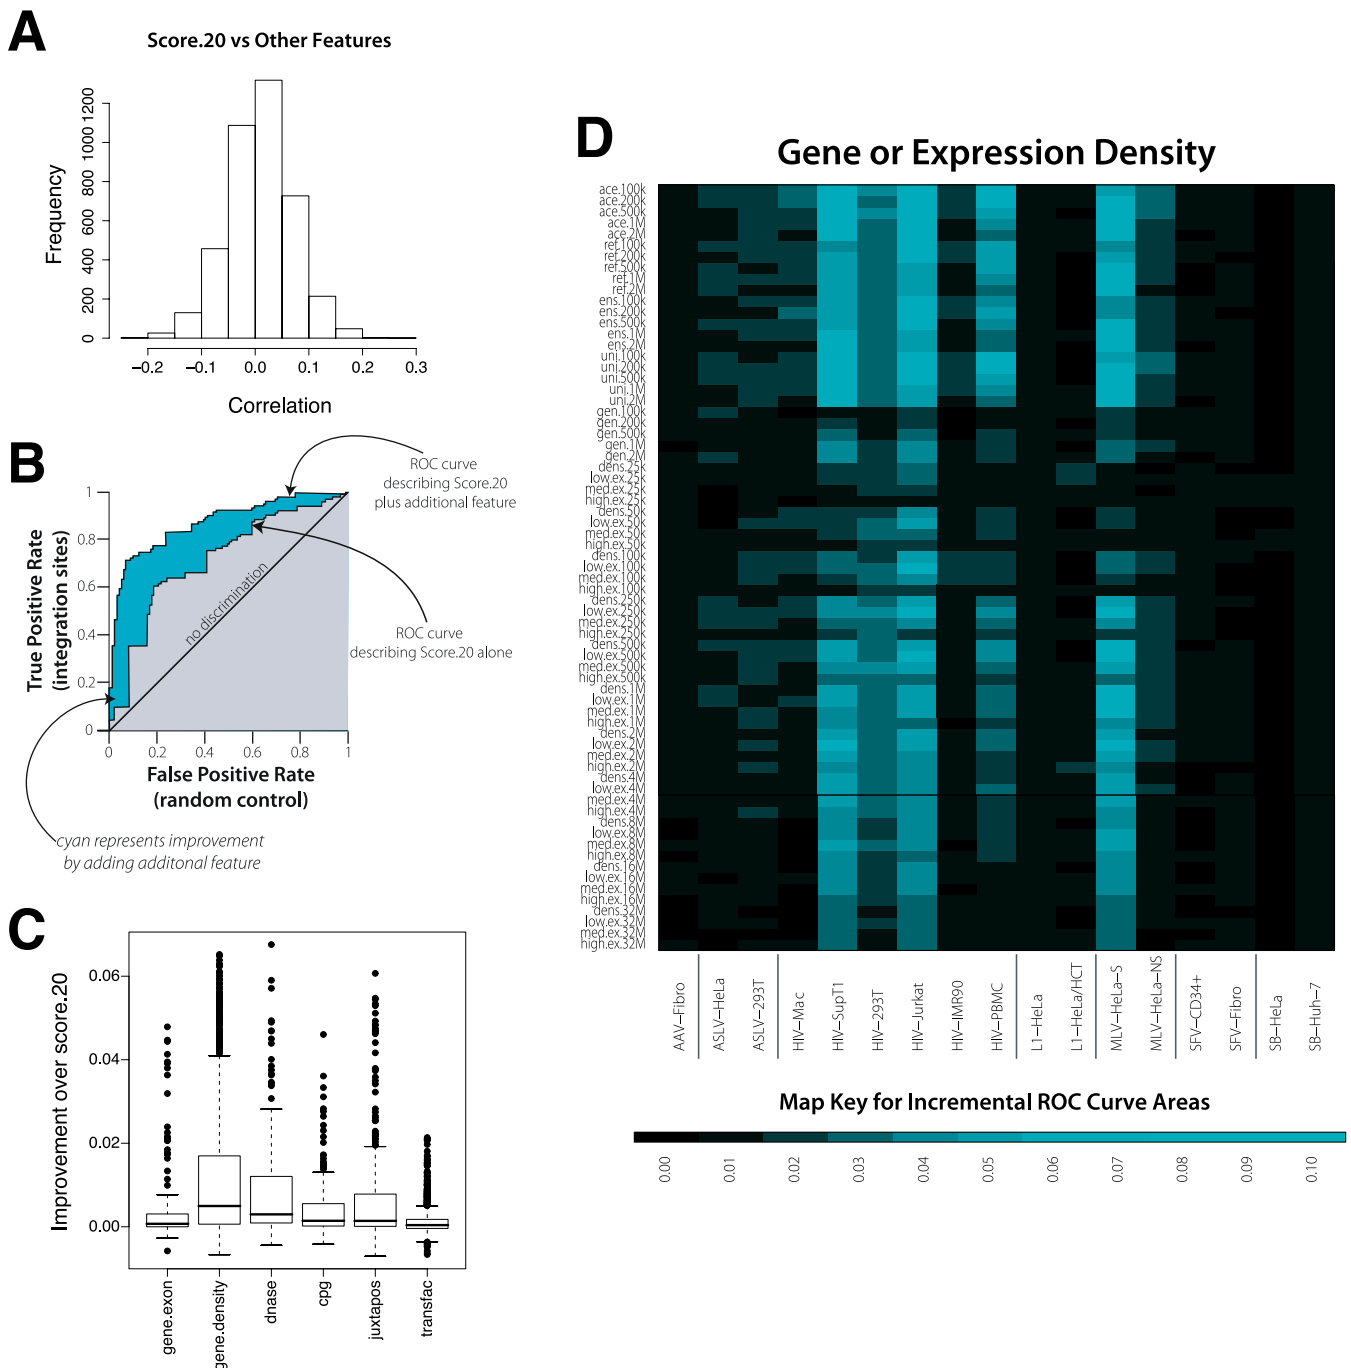 A
Score.20 vs Other Features
Frequency
0
200
400
600
800
1000
1200
−0.2
−0.1
0.0
0.1
0.2
0.3
Correlation
B
ROC curve
describing Score.20
plus additional feature
True Positive Rate
(integration sites)
1
0.8
0.6
0.4
0.2
0
no discrimination
ROC curve
describing Score.20 alone
0
0.2
0.4
0.6
0.8
1
False Positive Rate
(random control)
cyan represents improvement
by adding additonal feature
C
Improvement over score.20
0.06
0.04
0.02
0.00
gene.exon
gene.density
dnase
cpg
juxtapos
transfac
D
Gene or Expression Density
ace.100k
ace.200k
ace.500k
ace.1M
ace.2M
ref.100k
ref.200k
ref.500k
ref.1M
ref.2M
ens.100k
ens.200k
ens.500k
ens.1M
ens.2M
uni.100k
uni.200k
uni.500k
uni.1M
uni.2M
gen.100k
gen.200k
gen.500k
gen.1M
gen.2M
dens.25k
low.ex.25k
med.ex.25k
high.ex.25k
dens.50k
low.ex.50k
med.ex.50k
high.ex.50k
dens.100k
low.ex.100k
med.ex.100k
high.ex.100k
dens.250k
low.ex.250k
med.ex.250k
high.ex.250k
dens.500k
low.ex.500k
med.ex.500k
high.ex.500k
dens.1M
low.ex.1M
med.ex.1M
high.ex.1M
dens.2M
low.ex.2M
med.ex.2M
high.ex.2M
dens.4M
low.ex.4M
med.ex.4M
high.ex.4M
dens.8M
low.ex.8M
med.ex.8M
high.ex.8M
dens.16M
low.ex.16M
med.ex.16M
high.ex.16M
dens.32M
low.ex.32M
med.ex.32M
high.ex.32M
AAV−Fibro
ASLV−HeLa
ASLV−293T
HIV−Mac
HIV−SupT1
HIV−293T
HIV−Jurkat
HIV−IMR90
HIV−PBMC
L1−HeLa
L1−HeLa/HCT
MLV−HeLa−S
MLV−HeLa−NS
SFV−CD34+
SFV−Fibro
SB−HeLa
SB−Huh−7
Map Key for Incremental ROC Curve Areas
0.00
0.01
0.02
0.03
0.04
0.05
0.06
0.07
0.08
0.09
0.10